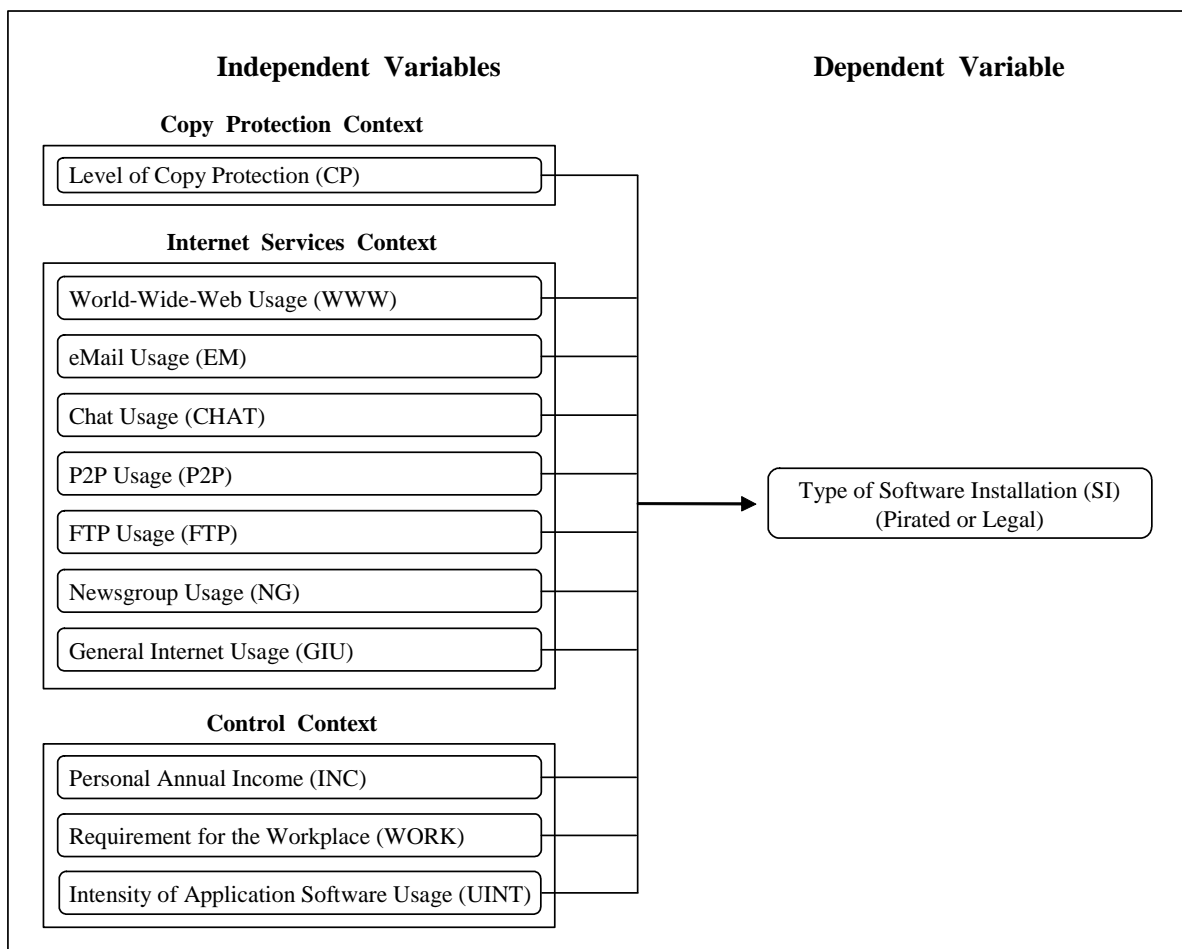 Independent Variables
Dependent Variable
Copy Protection Context
Level of Copy Protection (CP)
Internet Services Context
World-Wide-Web Usage (WWW)
eMail Usage (EM)
Chat Usage (CHAT)
P2P Usage (P2P)
FTP Usage (FTP)
Newsgroup Usage (NG)
General Internet Usage (GIU)
Control Context
Personal Annual Income (INC)
Requirement for the Workplace (WORK)
Intensity of Application Software Usage (UINT)
Type of Software Installation (SI)
(Pirated or Legal)